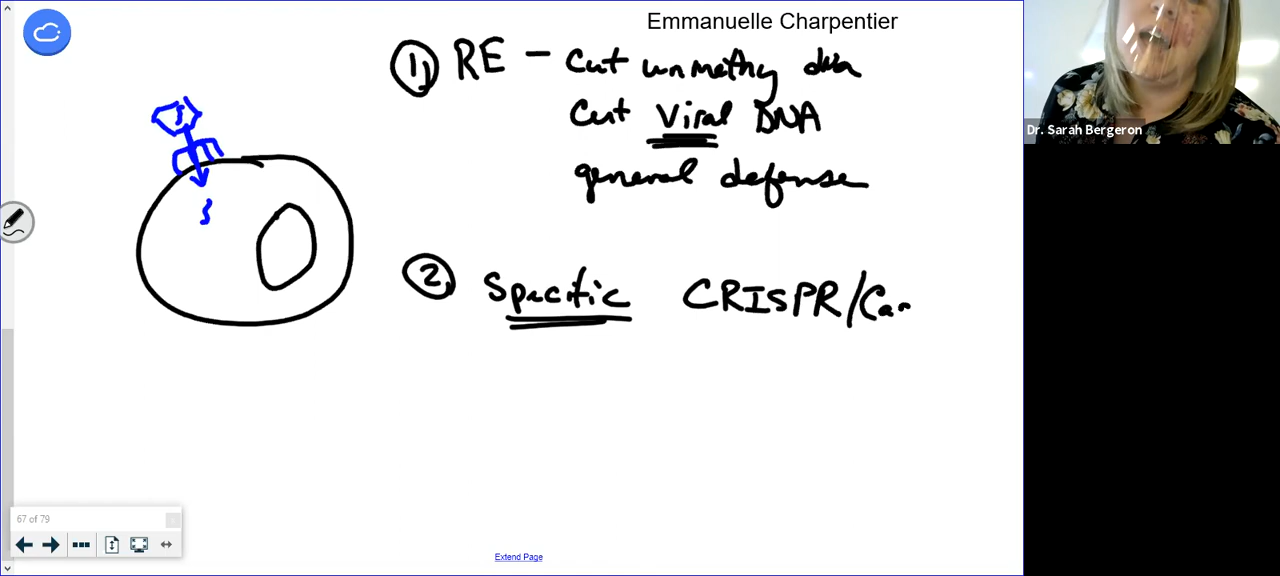 Emmanuelle Charpentier
1) RE - Cut unmethy dna
Cut Viral DNA
general defense
2) Specific CRISPR/Cas
Dr. Sarah Bergeron
67 of 79
Extend Page